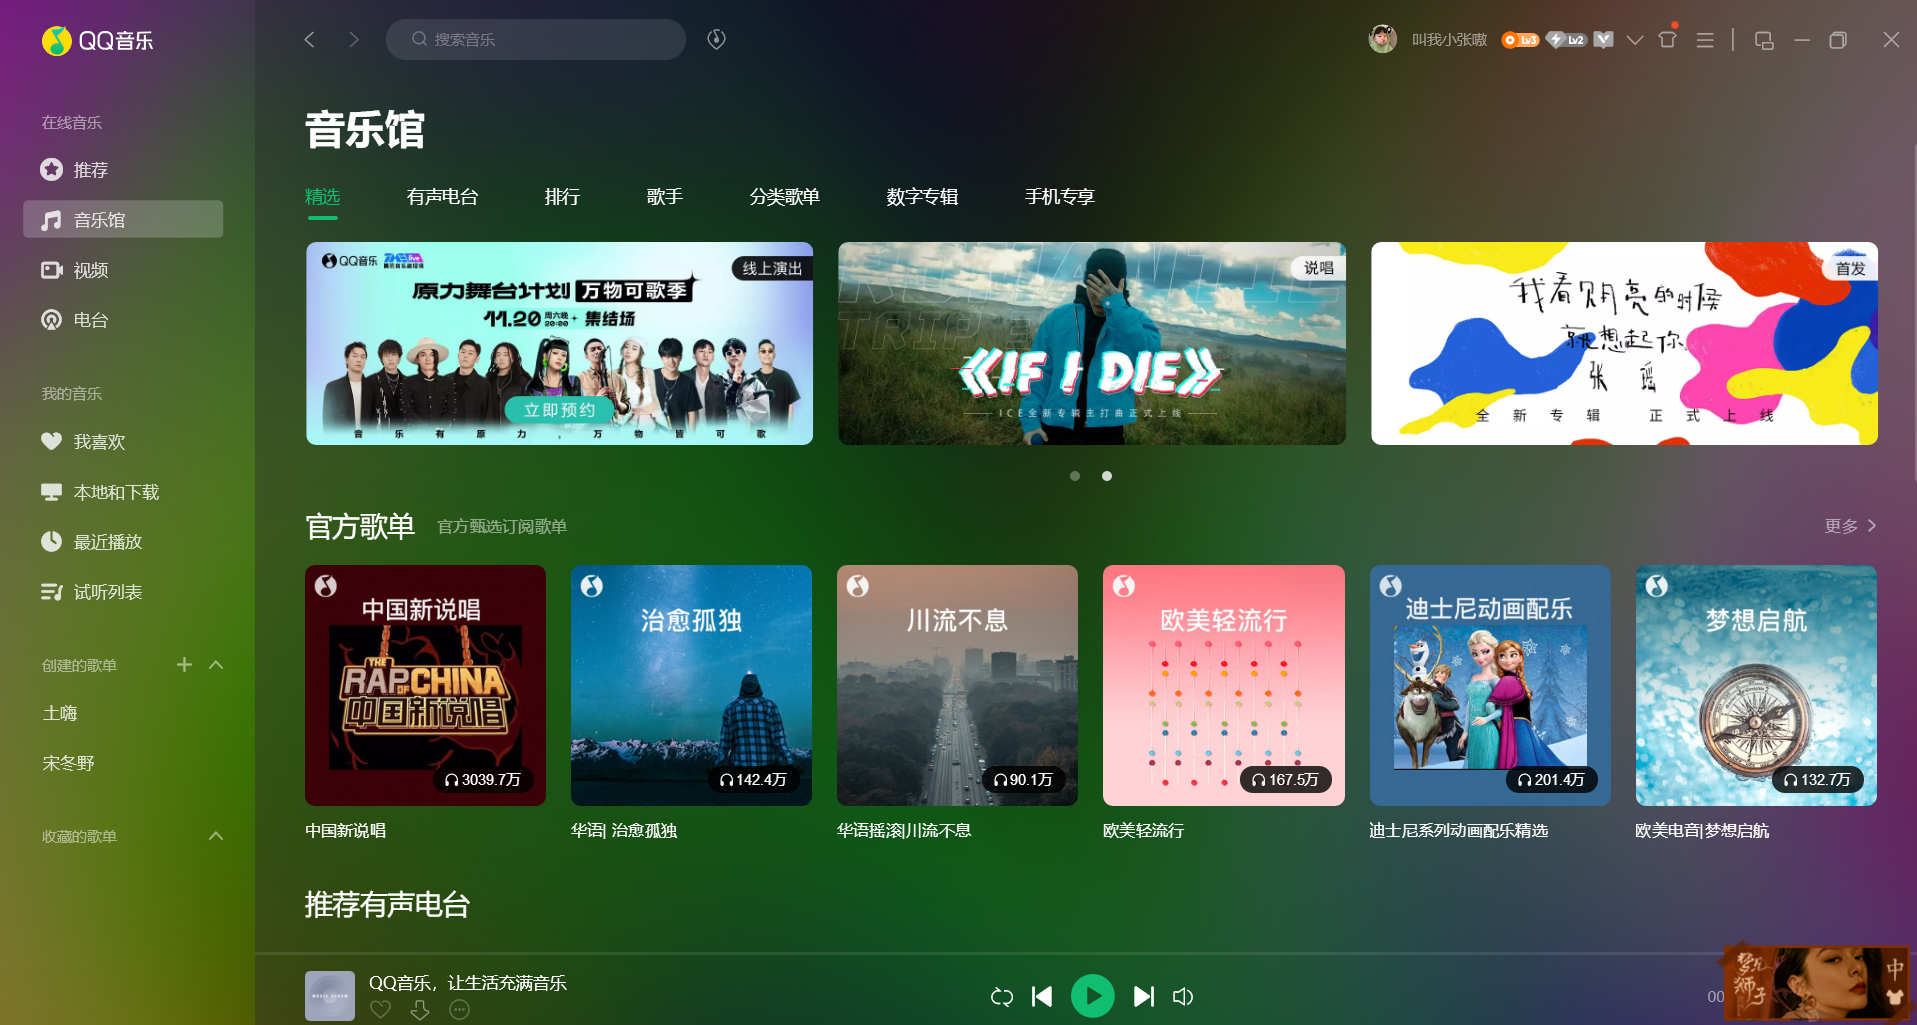 QQ音乐
搜索音乐
叫我小张嗷
Lv3
Lv2
在线音乐
推荐
音乐馆
视频
电台
我的音乐
我喜欢
本地和下载
最近播放
试听列表
创建的歌单
土嗨
宋冬野
收藏的歌单
音乐馆
精选 有声电台 排行 歌手 分类歌单 数字专辑 手机专享
QQ音乐
线上演出
原力舞台计划 万物可歌季
11.20 周六晚 20:00 集结场
立即预约
音乐有原力,万物皆可歌
说唱
《IF I DIE》
ICE全新专辑主打曲正式上线
首发
我看见月亮的时候
就想起你
张瑶
全新专辑 正式上线
官方歌单 官方甄选订阅歌单
更多
中国新说唱
THE RAP OF CHINA
中国新说唱
3039.7万
中国新说唱
治愈孤独
142.4万
华语| 治愈孤独
川流不息
90.1万
华语摇滚|川流不息
欧美轻流行
167.5万
欧美轻流行
迪士尼动画配乐
201.4万
迪士尼系列动画配乐精选
梦想启航
132.7万
欧美电音|梦想启航
推荐有声电台
MUSIC ALBUM
QQ音乐，让生活充满音乐
00
梦见狮子
中